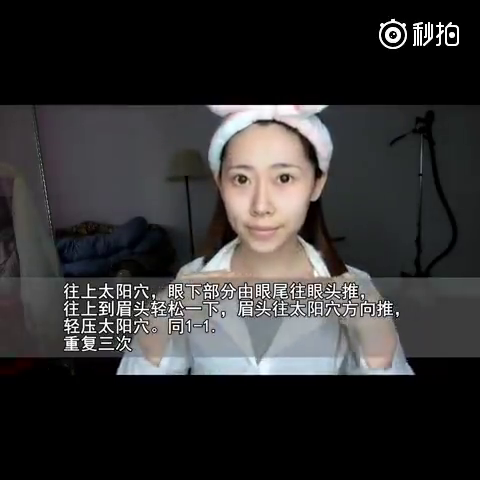 秒拍
往上太阳穴，眼下部分由眼尾往眼头推，
往上到眉头轻松一下，眉头往太阳穴方向推，
轻压太阳穴。同1-1.
重复三次